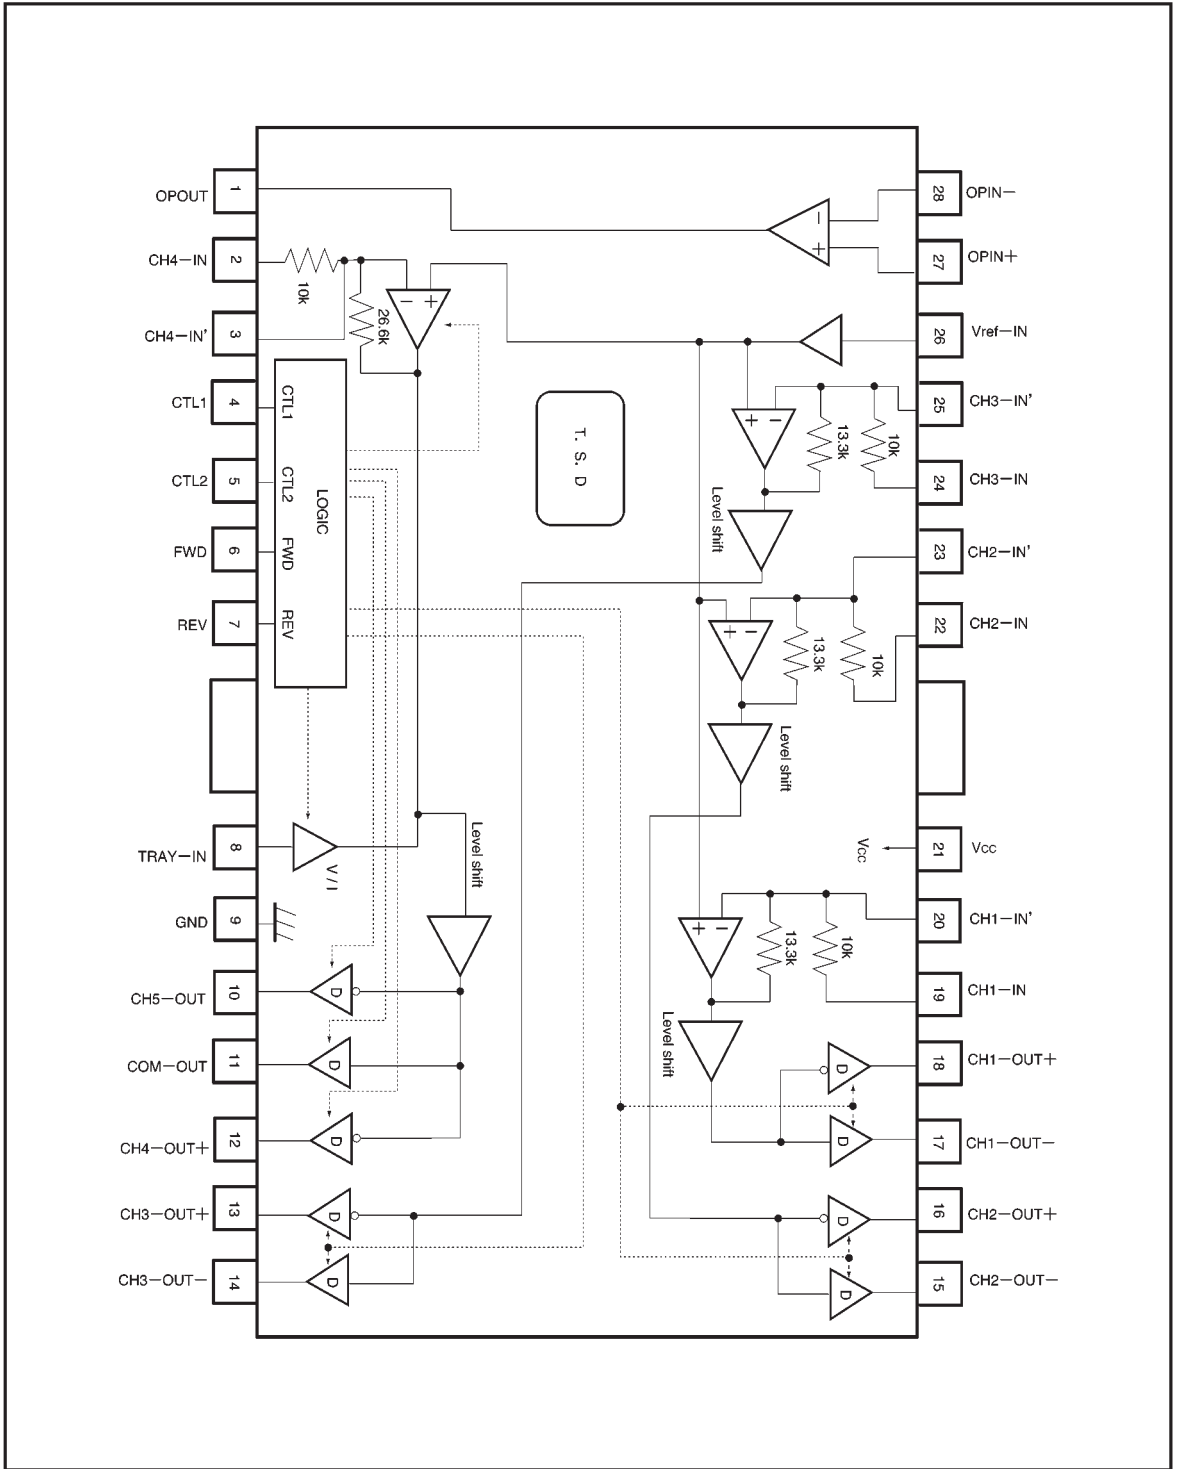 OPOUT
1
28
OPIN−
CH4−IN
2
10k
27
OPIN+
− +
−
+
CH4−IN'
3
26.6k
26
Vref−IN
CTL1
4
CTL1
T. S. D
+ −
13.3k
10k
25
CH3−IN'
CTL2
5
CTL2
LOGIC
Level shift
24
CH3−IN
FWD
6
FWD
23
CH2−IN'
REV
7
REV
+ −
13.3k
10k
22
CH2−IN
Level shift
TRAY−IN
8
V / I
Level shift
Vcc
21
Vcc
GND
9
+ −
13.3k
10k
20
CH1−IN'
CH5−OUT
10
D
19
CH1−IN
Level shift
COM−OUT
11
D
D
18
CH1−OUT+
CH4−OUT+
12
D
D
17
CH1−OUT−
CH3−OUT+
13
D
D
16
CH2−OUT+
CH3−OUT−
14
D
D
15
CH2−OUT−